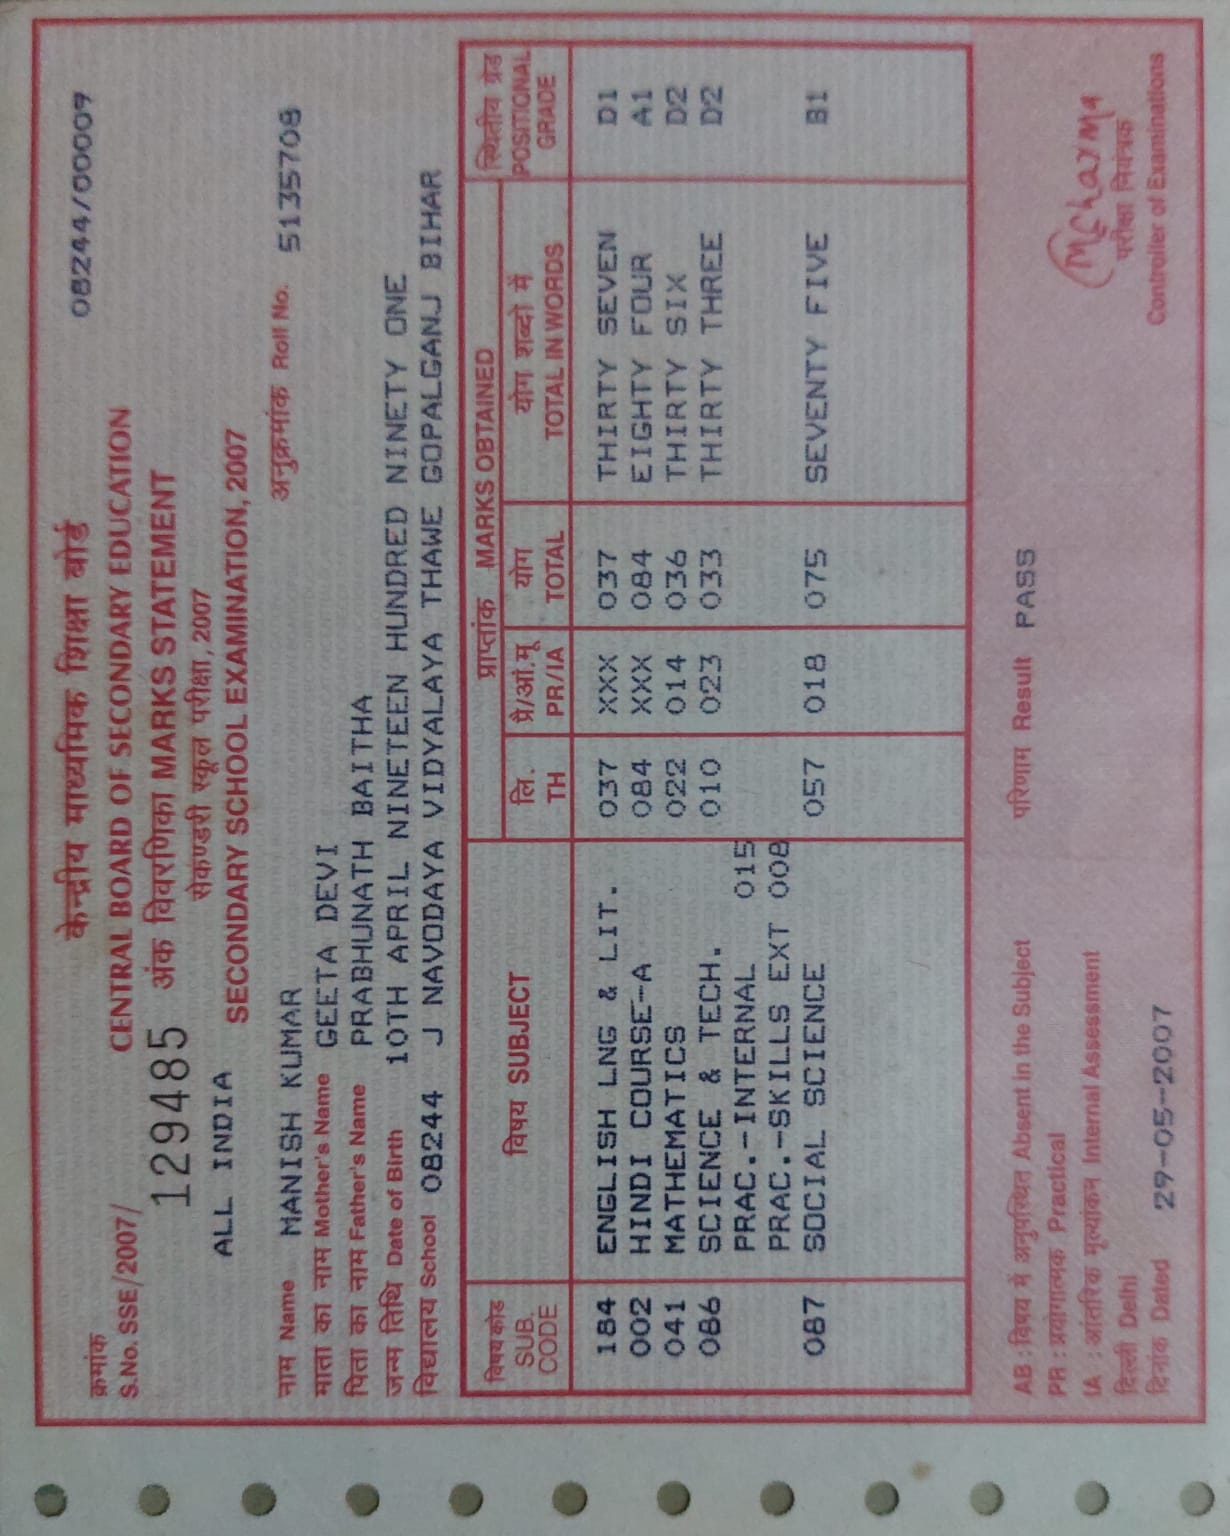 क्रमांक
S.No. SSE/2007/
129485
08244/00009
केन्द्रीय माध्यमिक शिक्षा बोर्ड
CENTRAL BOARD OF SECONDARY EDUCATION
अंक विवरणिका MARKS STATEMENT
सेकण्डरी स्कूल परीक्षा, 2007
ALL INDIA SECONDARY SCHOOL EXAMINATION, 2007
नाम Name MANISH KUMAR अनुक्रमांक Roll No. 5135708
माता का नाम Mother's Name GEETA DEVI
पिता का नाम Father's Name PRABHUNATH BAITHA
जन्म तिथि Date of Birth 10TH APRIL NINETEEN HUNDRED NINETY ONE
विद्यालय School 08244 J NAVODAYA VIDYALAYA THAWE GOPALGANJ BIHAR
विषय कोड SUB. CODE विषय SUBJECT प्राप्तांक MARKS OBTAINED स्थितीय ग्रेड POSITIONAL GRADE
लि. TH प्रै/आं.मू PR/IA योग TOTAL योग शब्दों में TOTAL IN WORDS
184 ENGLISH LNG & LIT. 037 XXX 037 THIRTY SEVEN D1
002 HINDI COURSE-A 084 XXX 084 EIGHTY FOUR A1
041 MATHEMATICS 022 014 036 THIRTY SIX D2
086 SCIENCE & TECH. 010 023 033 THIRTY THREE D2
PRAC.-INTERNAL 015
PRAC.-SKILLS EXT 008
087 SOCIAL SCIENCE 057 018 075 SEVENTY FIVE B1
AB : विषय में अनुपस्थित Absent in the Subject परिणाम Result PASS
PR : प्रयोगात्मक Practical
IA : आंतरिक मूल्यांकन Internal Assessment
दिल्ली Delhi
दिनांक Dated 29-05-2007
परीक्षा नियंत्रक
Controller of Examinations